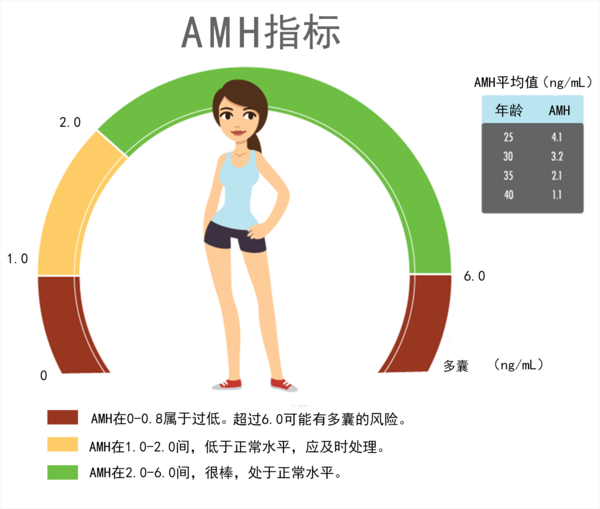 AMH指标
AMH平均值（ng/mL）
年龄 AMH
25 4.1
30 3.2
35 2.1
40 1.1
2.0
1.0
6.0
0
多囊 （ng/mL）
AMH在0-0.8属于过低。超过6.0可能有多囊的风险。
AMH在1.0-2.0间，低于正常水平，应及时处理。
AMH在2.0-6.0间，很棒，处于正常水平。